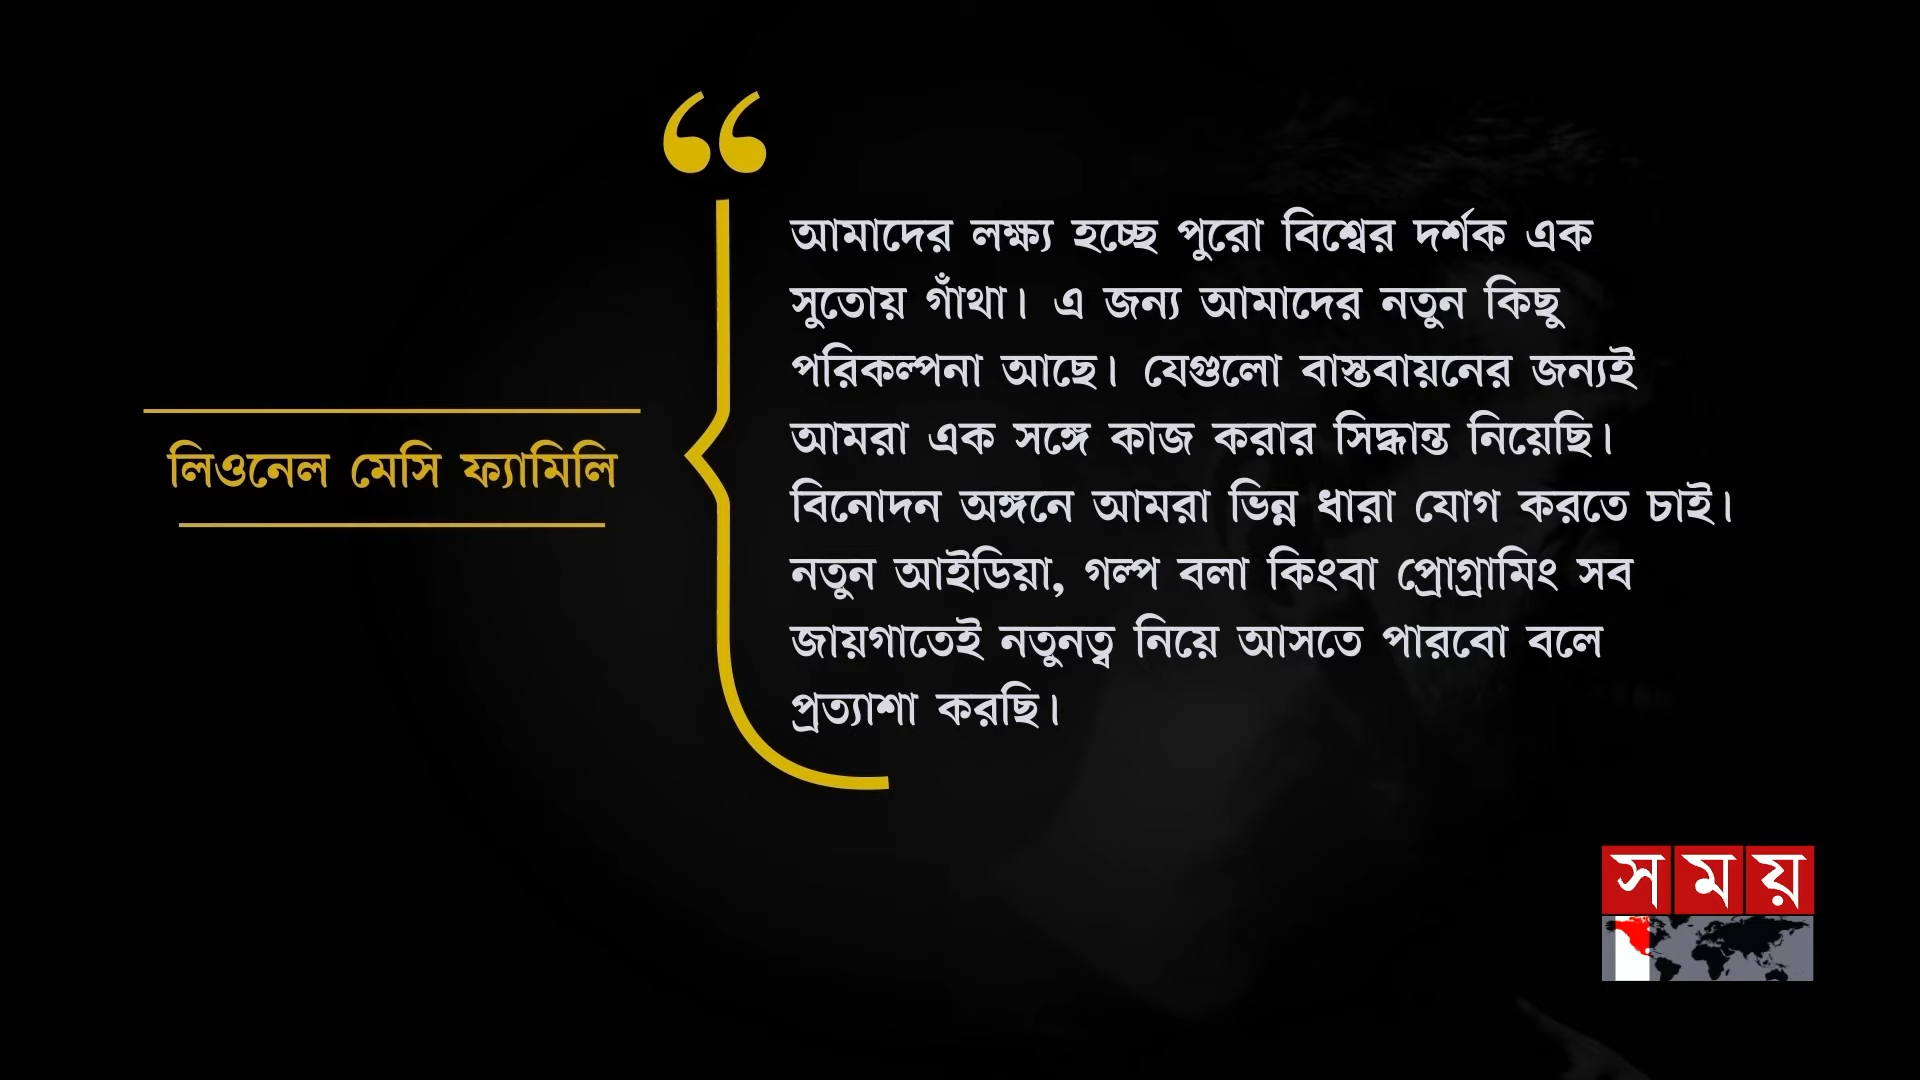 লিওনেল মেসি ফ্যামিলি
আমাদের লক্ষ্য হচ্ছে পুরো বিশ্বের দর্শক এক
সুতোয় গাঁথা। এ জন্য আমাদের নতুন কিছু
পরিকল্পনা আছে। যেগুলো বাস্তবায়নের জন্যই
আমরা এক সঙ্গে কাজ করার সিদ্ধান্ত নিয়েছি।
বিনোদন অঙ্গনে আমরা ভিন্ন ধারা যোগ করতে চাই।
নতুন আইডিয়া, গল্প বলা কিংবা প্রোগ্রামিং সব
জায়গাতেই নতুনত্ব নিয়ে আসতে পারবো বলে
প্রত্যাশা করছি।
সময়